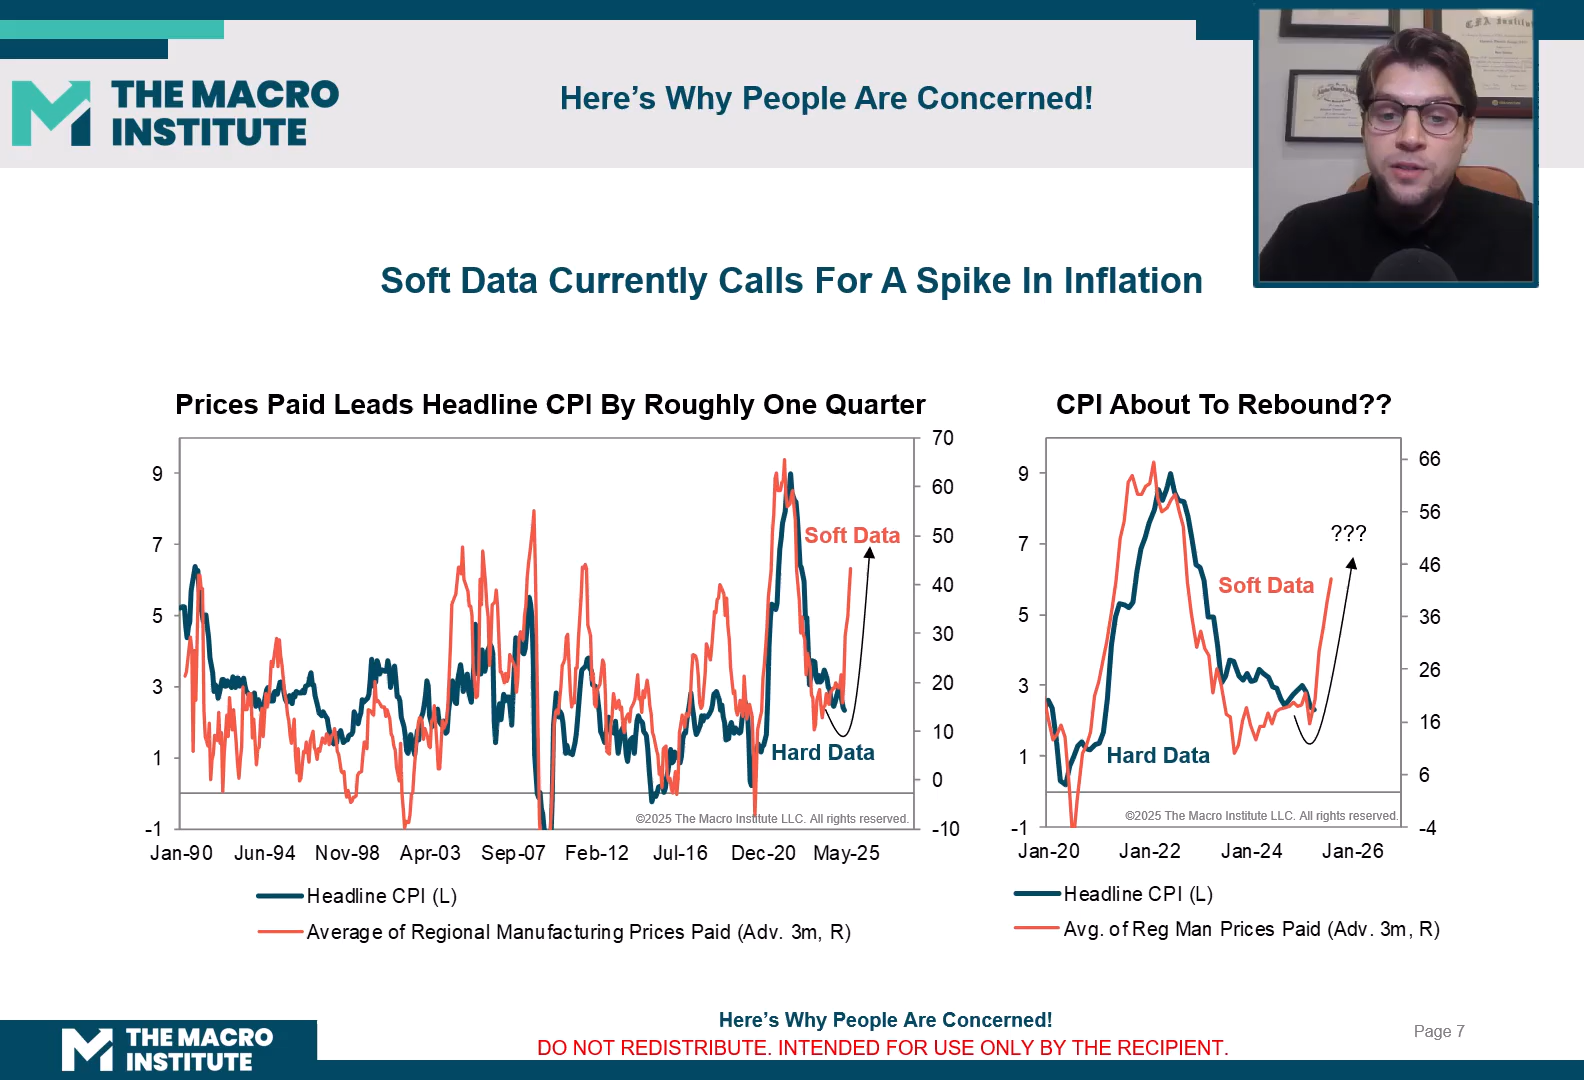 THE MACRO
INSTITUTE
Here's Why People Are Concerned!
Soft Data Currently Calls For A Spike In Inflation
Prices Paid Leads Headline CPI By Roughly One Quarter
9
7
5
3
1
-1
70
60
50
40
30
20
10
0
-10
Soft Data
Hard Data
©2025 The Macro Institute LLC. All rights reserved.
Jan-90 Jun-94 Nov-98 Apr-03 Sep-07 Feb-12 Jul-16 Dec-20 May-25
Headline CPI (L)
Average of Regional Manufacturing Prices Paid (Adv. 3m, R)
CPI About To Rebound??
9
7
5
3
1
-1
66
56
46
36
26
16
6
-4
???
Soft Data
Hard Data
©2025 The Macro Institute LLC. All rights reserved.
Jan-20 Jan-22 Jan-24 Jan-26
Headline CPI (L)
Avg. of Reg Man Prices Paid (Adv. 3m, R)
THE MACRO
INSTITUTE
Here's Why People Are Concerned!
DO NOT REDISTRIBUTE. INTENDED FOR USE ONLY BY THE RECIPIENT.
Page 7